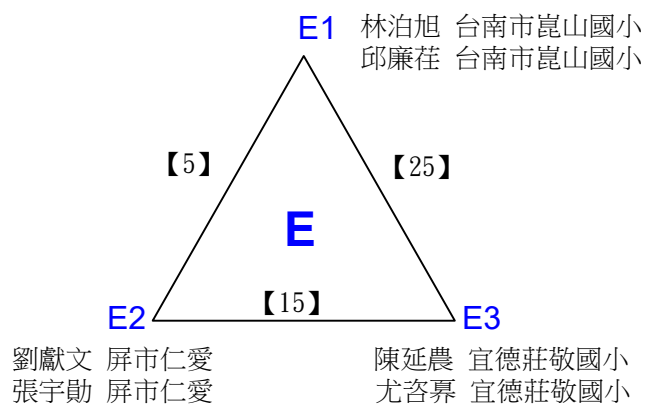 E1 林泊旭 台南市崑山國小
邱廉荏 台南市崑山國小
【5】 【25】
E
【15】
E2 E3
劉獻文 屏市仁愛 陳延農 宜德莊敬國小
張宇勛 屏市仁愛 尤咨奡 宜德莊敬國小